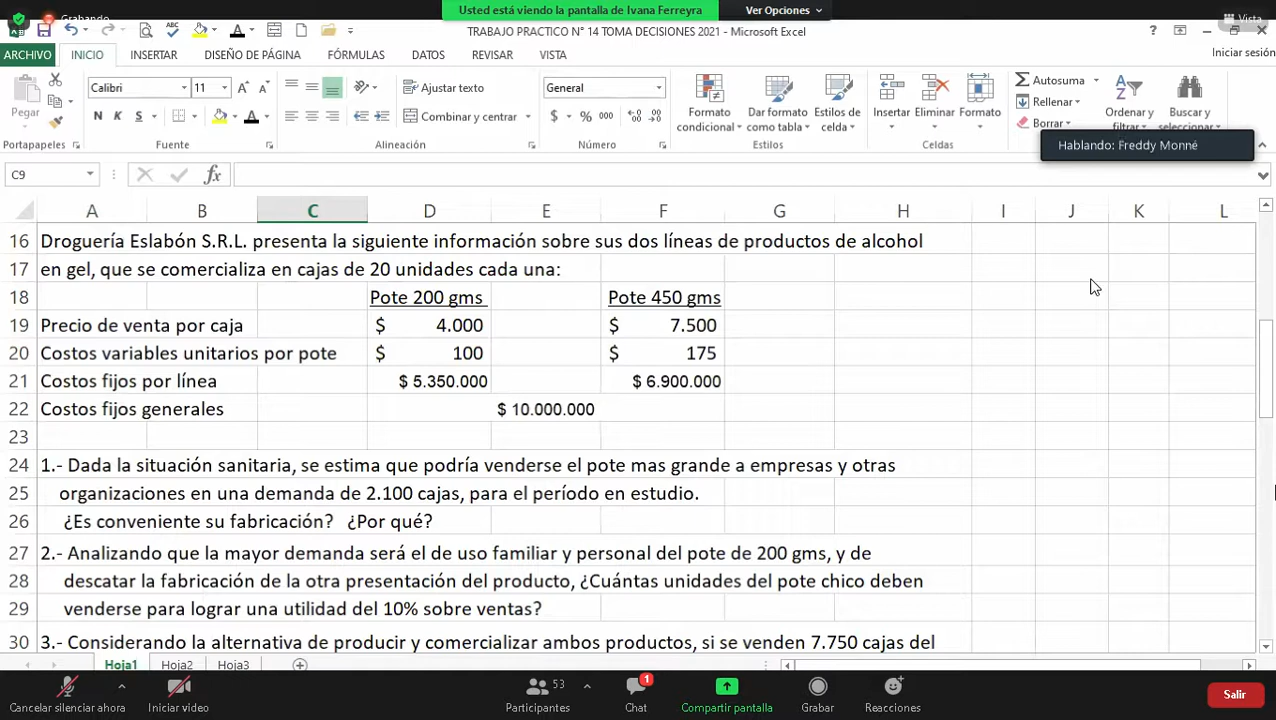 Grabando
Usted está viendo la pantalla de Ivana Ferreyra
Ver Opciones
Vista
TRABAJO PRACTICO N° 14 TOMA DECISIONES 2021 - Microsoft Excel
ARCHIVO INICIO INSERTAR DISEÑO DE PÁGINA FÓRMULAS DATOS REVISAR VISTA
Iniciar sesión
Pegar
Calibri 11
N K S
Ajustar texto
Combinar y centrar
General
$ % 000
Formato condicional
Dar formato como tabla
Estilos de celda
Insertar
Eliminar
Formato
Autosuma
Rellenar
Borrar
Ordenar y filtrar
Buscar y seleccionar
Portapapeles Fuente Alineación Número Estilos Celdas
Hablando: Freddy Monné
C9
fx
A B C D E F G H I J K L
16 Droguería Eslabón S.R.L. presenta la siguiente información sobre sus dos líneas de productos de alcohol
17 en gel, que se comercializa en cajas de 20 unidades cada una:
18 Pote 200 gms Pote 450 gms
19 Precio de venta por caja $ 4.000 $ 7.500
20 Costos variables unitarios por pote $ 100 $ 175
21 Costos fijos por línea $ 5.350.000 $ 6.900.000
22 Costos fijos generales $ 10.000.000
23
24 1.- Dada la situación sanitaria, se estima que podría venderse el pote mas grande a empresas y otras
25 organizaciones en una demanda de 2.100 cajas, para el período en estudio.
26 ¿Es conveniente su fabricación? ¿Por qué?
27 2.- Analizando que la mayor demanda será el de uso familiar y personal del pote de 200 gms, y de
28 descatar la fabricación de la otra presentación del producto, ¿Cuántas unidades del pote chico deben
29 venderse para lograr una utilidad del 10% sobre ventas?
30 3.- Considerando la alternativa de producir y comercializar ambos productos, si se venden 7.750 cajas del
Hoja1 Hoja2 Hoja3
Cancelar silenciar ahora
Iniciar video
53
Participantes
1
Chat
Compartir pantalla
Grabar
Reacciones
Salir